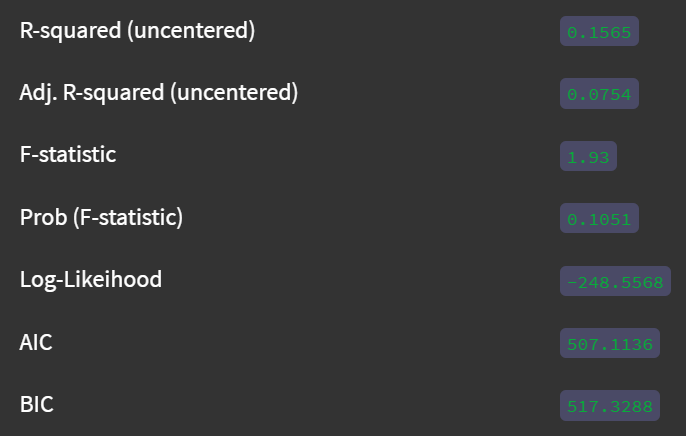 R-squared (uncentered) 0.1565
Adj. R-squared (uncentered) 0.0754
F-statistic 1.93
Prob (F-statistic) 0.1051
Log-Likeihood -248.5568
AIC 507.1136
BIC 517.3288